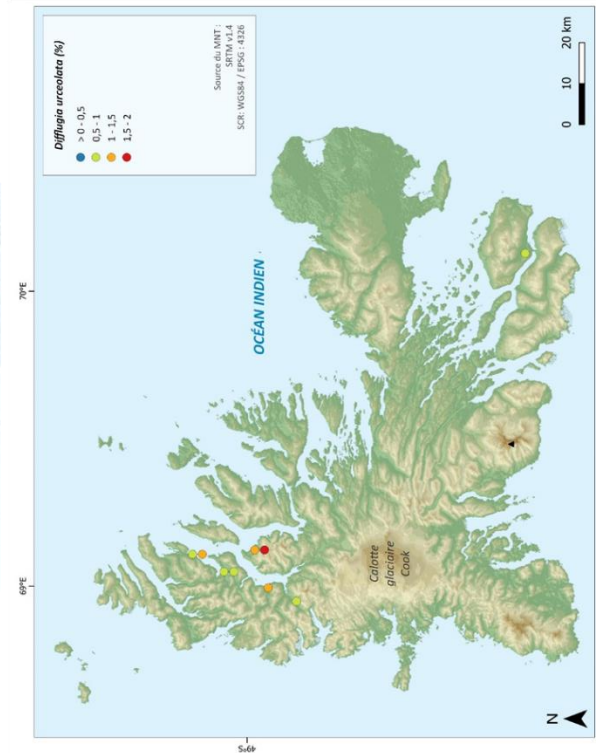 Difflugia urceolata (%)
> 0 - 0,5
0,5 - 1
1 - 1,5
1,5 - 2
Source du MNT :
SRTM v1.4
SCR: WGS84 / EPSG : 4326
0 10 20 km
70°E
OCÉAN INDIEN
69°E
Calotte
glaciaire
Cook
49°S
N